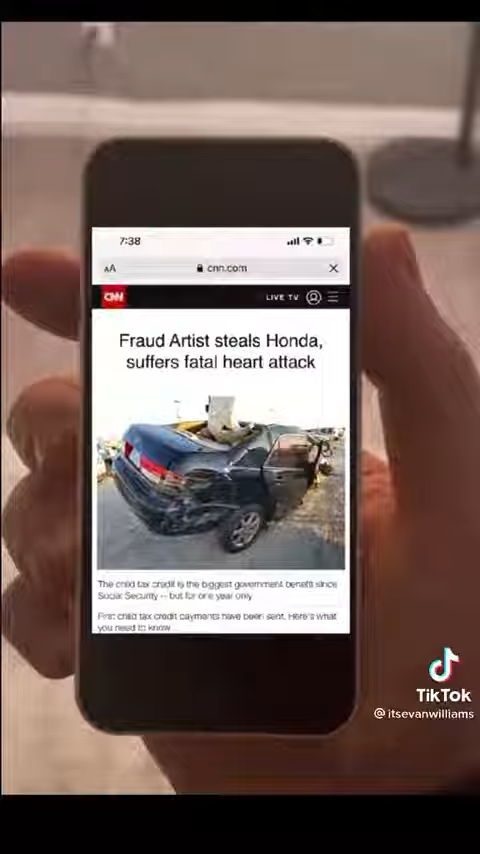 7:38
AA
cnn.com
CNN
LIVE TV
Fraud Artist steals Honda,
suffers fatal heart attack
The child tax credit is the biggest government benefit since
Social Security -- but for one year only
First child tax credit payments have been sent. Here's what
you need to know
TikTok
@itsevanwilliams